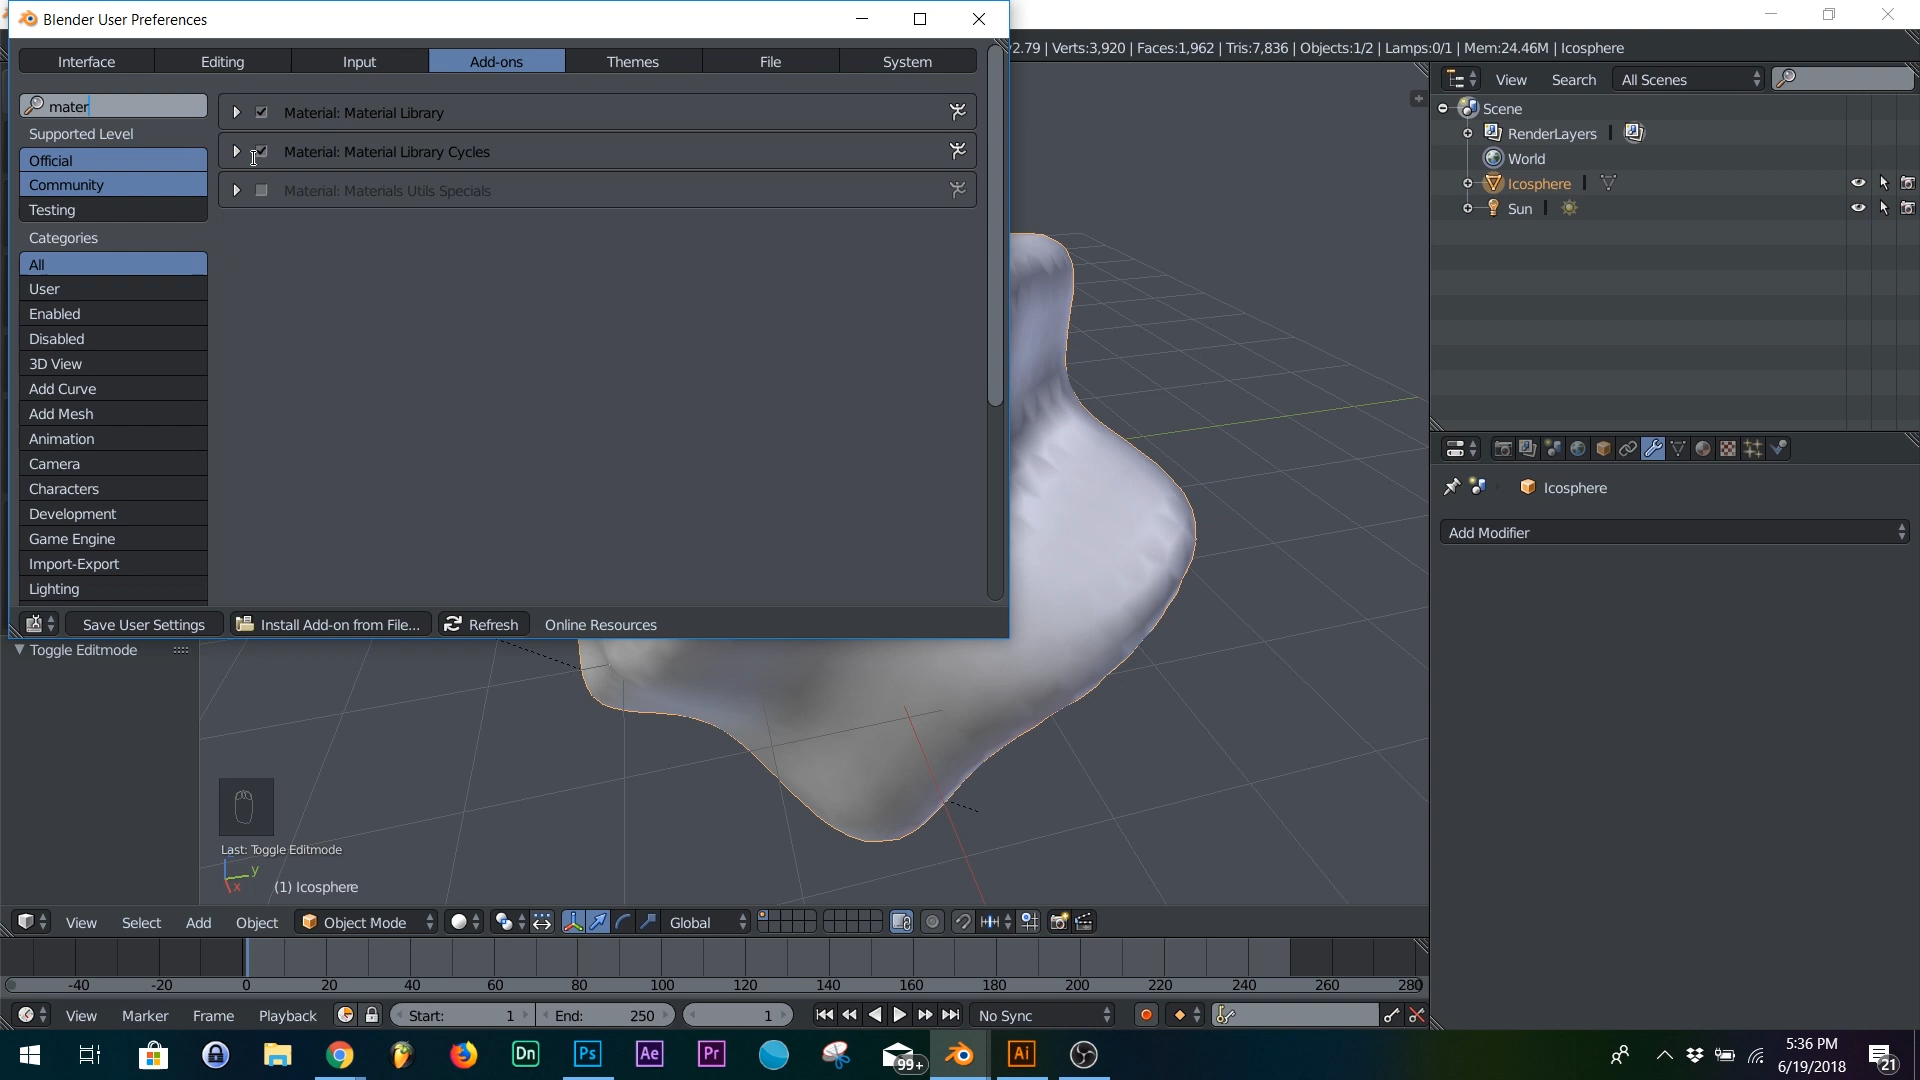 Blender User Preferences
Interface
Editing
Input
Add-ons
Themes
File
System
mater
Supported Level
Official
Community
Testing
Categories
All
User
Enabled
Disabled
3D View
Add Curve
Add Mesh
Animation
Camera
Characters
Development
Game Engine
Import-Export
Lighting
Material: Material Library
Material: Material Library Cycles
Material: Materials Utils Specials
Save User Settings
Install Add-on from File...
Refresh
Online Resources
2.79 | Verts:3,920 | Faces:1,962 | Tris:7,836 | Objects:1/2 | Lamps:0/1 | Mem:24.46M | Icosphere
View
Search
All Scenes
Scene
RenderLayers
World
Icosphere
Sun
Icosphere
Add Modifier
Toggle Editmode
Last: Toggle Editmode
y
x
(1) Icosphere
View
Select
Add
Object
Object Mode
Global
-40
-20
0
20
40
60
80
100
120
140
160
180
200
220
240
260
280
View
Marker
Frame
Playback
Start:
1
End:
250
1
No Sync
Dn
Ps
Ae
Pr
99+
Ai
5:36 PM
6/19/2018
21